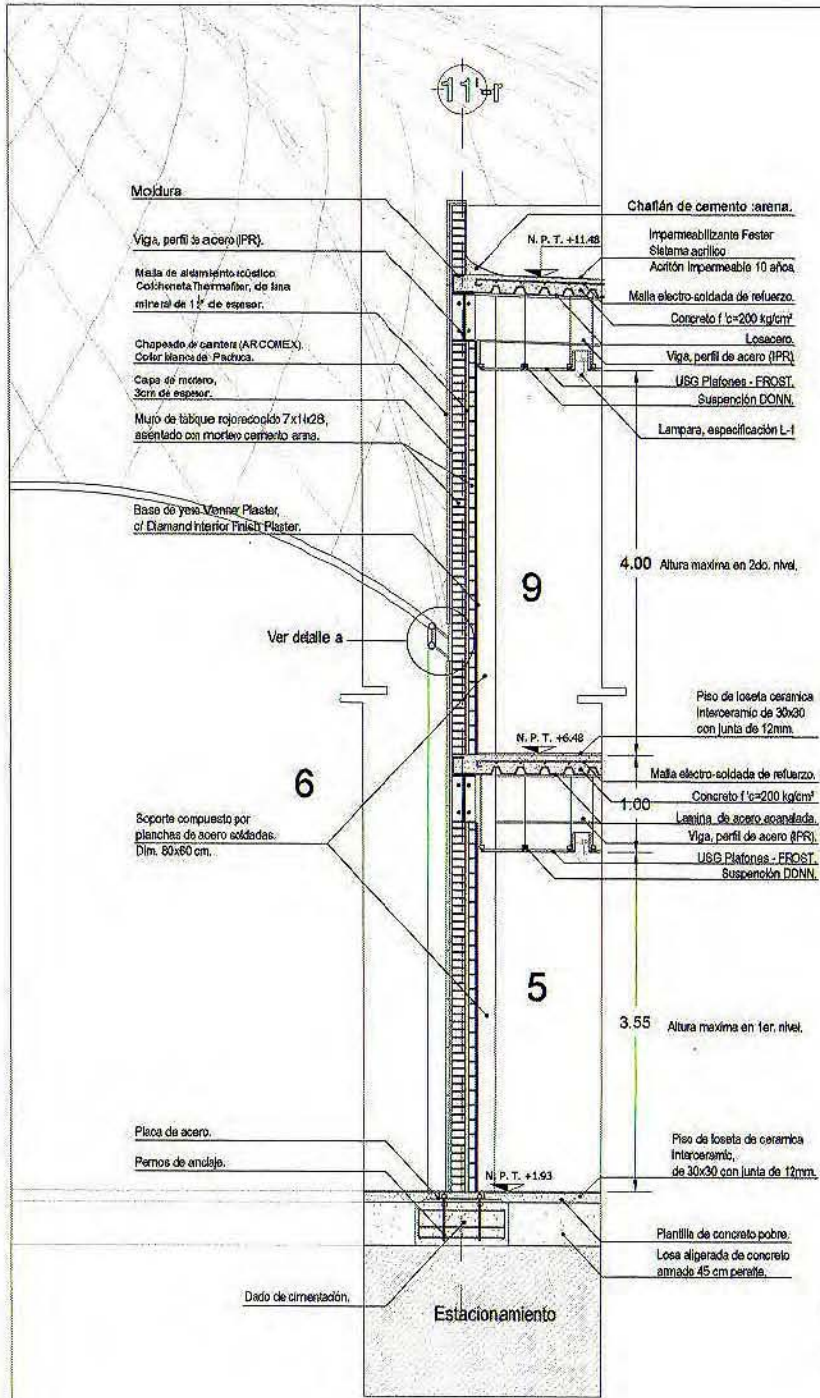 11'-r
Moldura
Viga, perfil de acero (IPR).
Malla de aislamiento acústico
Colchoneta Thermafiber, de lana
mineral de 1 ½" de espesor.
Chapeado de cantera (ARCOMEX).
Color blanca de Pachuca.
Capa de mortero,
3cm de espesor.
Muro de tabique rojo recocido 7x14x28,
asentado con mortero cemento arena.
Base de yeso Venner Plaster,
c/ Diamand Interior Finish Plaster.
Ver detalle a
6
Soporte compuesto por
planchas de acero soldadas.
Dim. 80x60 cm.
Placa de acero.
Pernos de anclaje.
Dado de cimentación.
Estacionamiento
9
5
Chaflán de cemento :arena.
N. P. T. +11.48
Impermeabilizante Fester
Sistema acrílico
Acritón Impermeable 10 años.
Malla electro-soldada de refuerzo.
Concreto f 'c=200 kg/cm²
Losacero.
Viga, perfil de acero (IPR)
USG Plafones - FROST.
Suspención DONN.
Lampara, especificación L-1
4.00 Altura maxima en 2do. nivel.
Piso de loseta ceramica
Interceramic de 30x30
con junta de 12mm.
N. P. T. +6.48
Malla electro-soldada de refuerzo.
Concreto f 'c=200 kg/cm²
1.00
Lamina de acero acanalada.
Viga, perfil de acero (IPR).
USG Plafones - FROST.
Suspención DONN.
3.55 Altura maxima en 1er. nivel.
Piso de loseta de ceramica
Interceramic,
de 30x30 con junta de 12mm.
N. P. T. +1.93
Plantilla de concreto pobre.
Losa aligerada de concreto
armado 45 cm peralte.